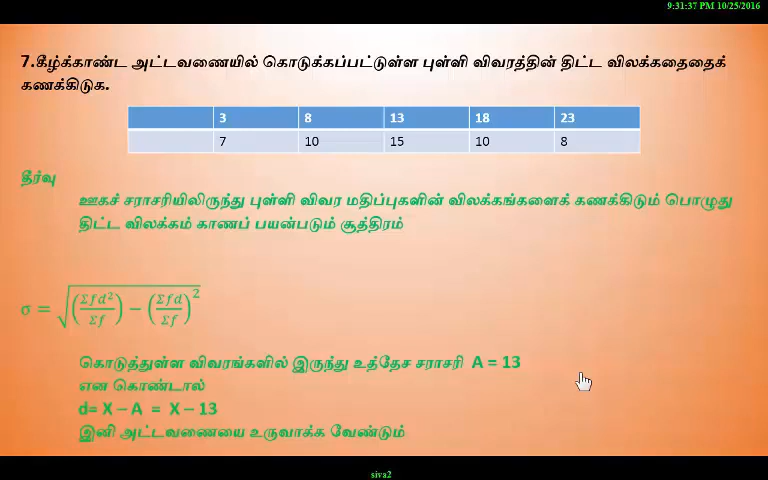 9:31:37 PM 10/25/2016
7.கீழ்க்காண்ட அட்டவணையில் கொடுக்கப்பட்டுள்ள புள்ளி விவரத்தின் திட்ட விலக்கதைதைக்
கணக்கிடுக.
3 8 13 18 23
7 10 15 10 8
தீர்வு
ஊகச் சராசரியிலிருந்து புள்ளி விவர மதிப்புகளின் விலக்கங்களைக் கணக்கிடும் பொழுது
திட்ட விலக்கம் காணப் பயன்படும் சூத்திரம்
σ = √((Σfd²/Σf) − (Σfd/Σf)²)
கொடுத்துள்ள விவரங்களில் இருந்து உத்தேச சராசரி A = 13
என கொண்டால்
d= X – A = X – 13
இனி அட்டவணையை உருவாக்க வேண்டும்
siva2